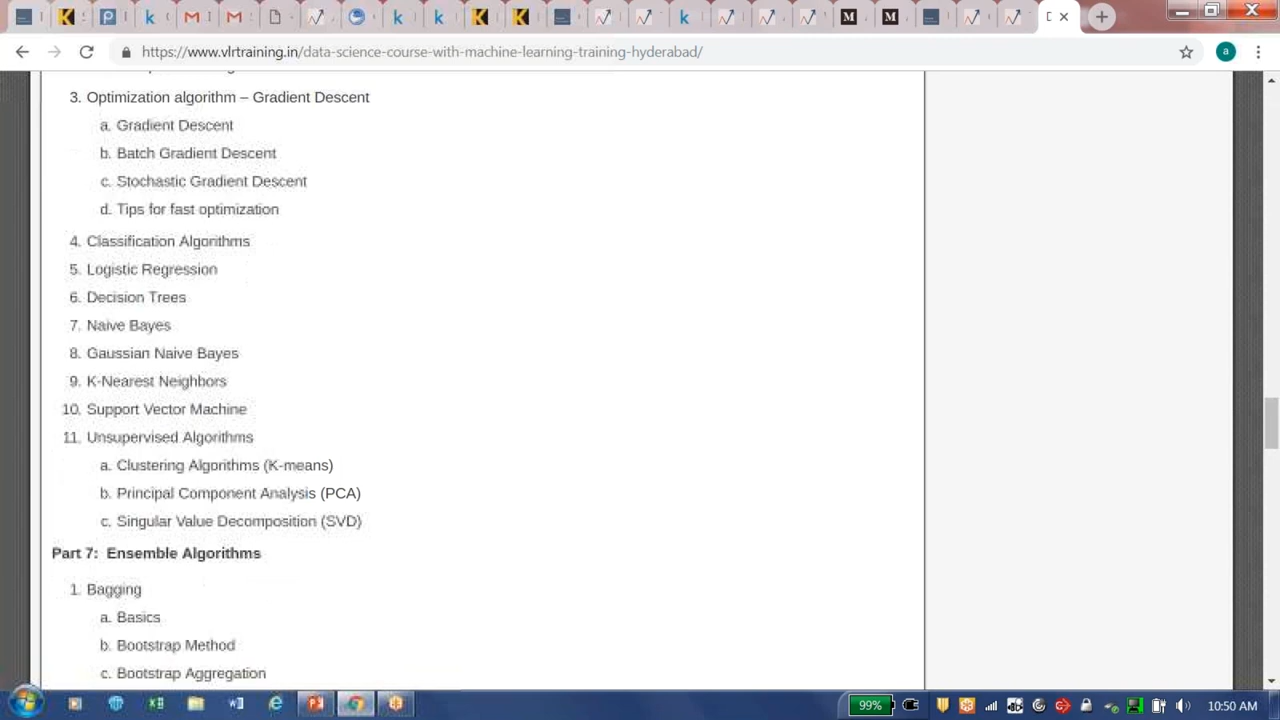 https://www.vlrtraining.in/data-science-course-with-machine-learning-training-hyderabad/
a
3. Optimization algorithm – Gradient Descent
a. Gradient Descent
b. Batch Gradient Descent
c. Stochastic Gradient Descent
d. Tips for fast optimization
4. Classification Algorithms
5. Logistic Regression
6. Decision Trees
7. Naive Bayes
8. Gaussian Naive Bayes
9. K-Nearest Neighbors
10. Support Vector Machine
11. Unsupervised Algorithms
a. Clustering Algorithms (K-means)
b. Principal Component Analysis (PCA)
c. Singular Value Decomposition (SVD)
Part 7: Ensemble Algorithms
1. Bagging
a. Basics
b. Bootstrap Method
c. Bootstrap Aggregation
99%
10:50 AM